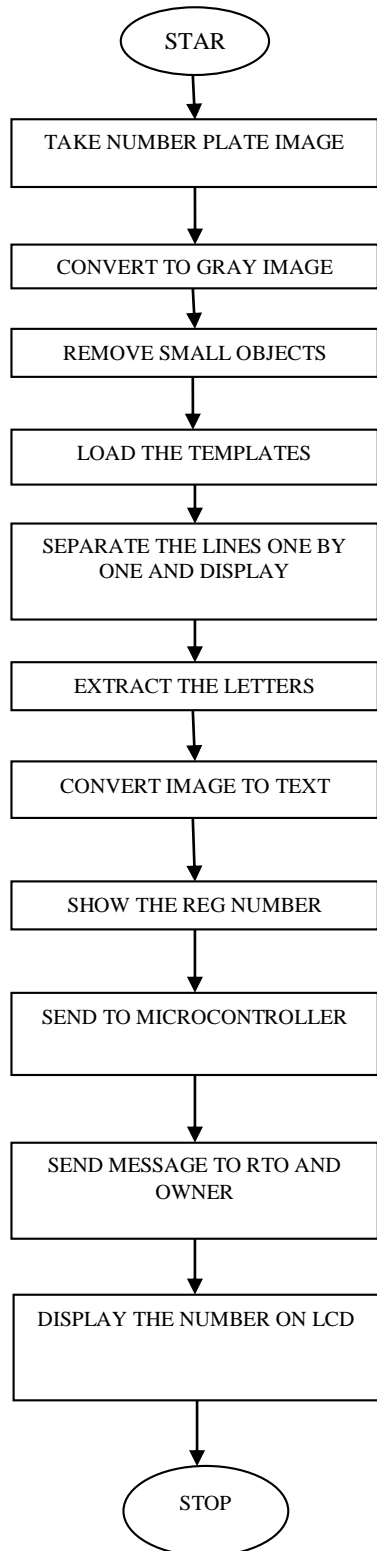 STAR
TAKE NUMBER PLATE IMAGE
CONVERT TO GRAY IMAGE
REMOVE SMALL OBJECTS
LOAD THE TEMPLATES
SEPARATE THE LINES ONE BY
ONE AND DISPLAY
EXTRACT THE LETTERS
CONVERT IMAGE TO TEXT
SHOW THE REG NUMBER
SEND TO MICROCONTROLLER
SEND MESSAGE TO RTO AND
OWNER
DISPLAY THE NUMBER ON LCD
STOP